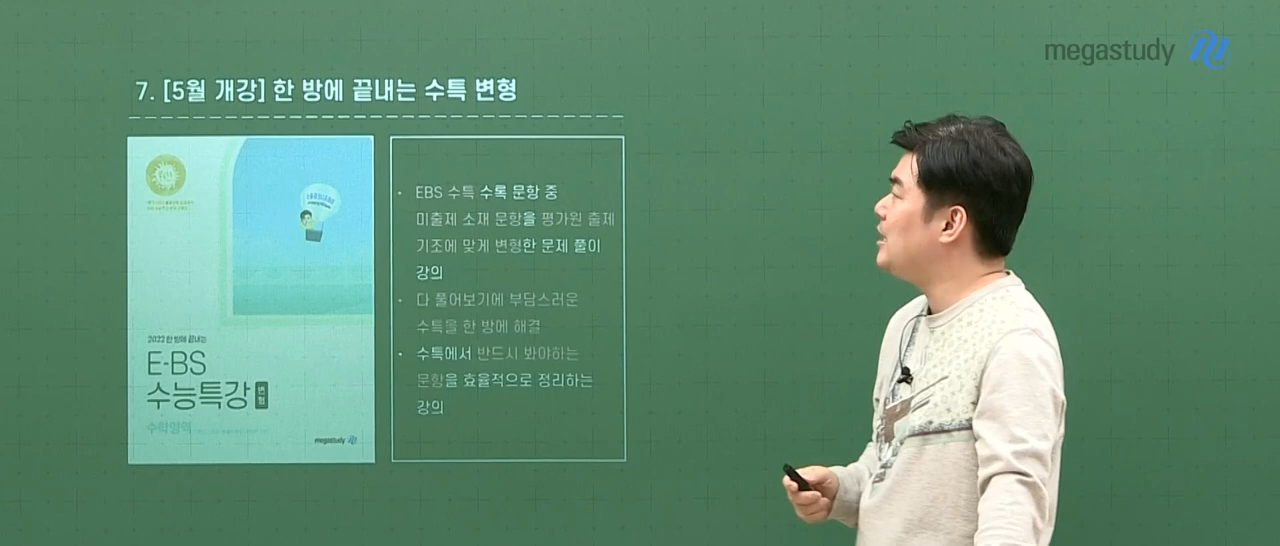 megastudy
7. [5월 개강] 한 방에 끝내는 수특 변형
• EBS 수특 수록 문항 중
미출제 소재 문항을 평가원 출제
기조에 맞게 변형한 문제 풀이
강의
• 다 풀어보기에 부담스러운
수특을 한 방에 해결
• 수특에서 반드시 봐야하는
문항을 효율적으로 정리하는
강의
2022 한 방에 끝내는
E-BS
수능특강 변형
수학영역
megastudy